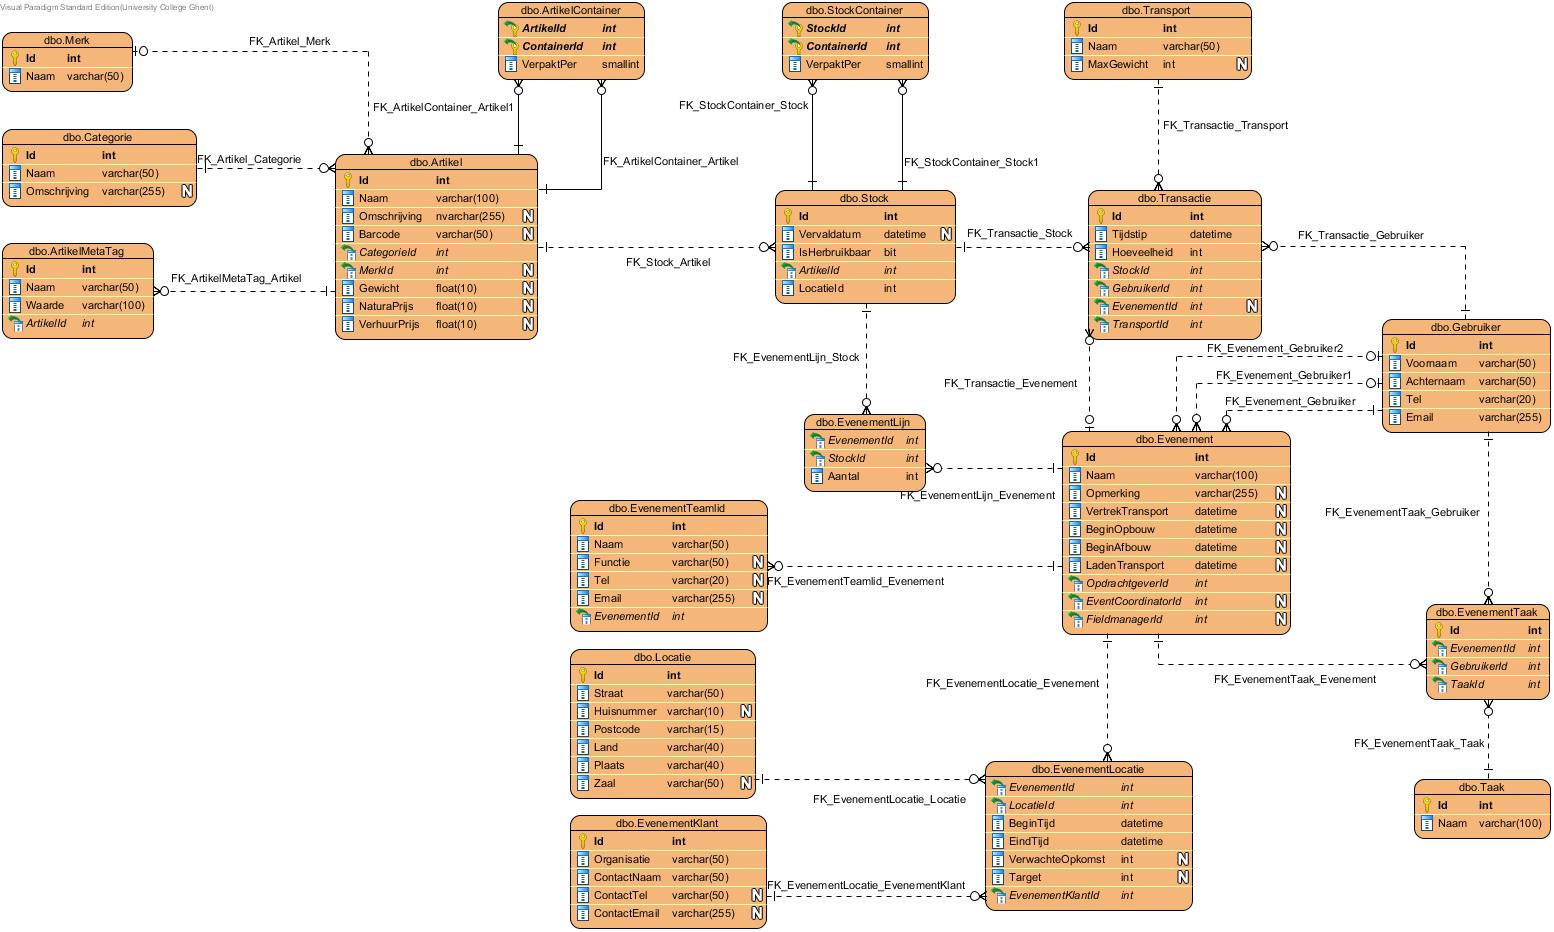 Visual Paradigm Standard Edition(University College Ghent)
dbo.Merk
Id int
Naam varchar(50)
FK_Artikel_Merk
dbo.ArtikelContainer
ArtikelId int
ContainerId int
VerpaktPer smallint
dbo.StockContainer
StockId int
ContainerId int
VerpaktPer smallint
dbo.Transport
Id int
Naam varchar(50)
MaxGewicht int N
FK_ArtikelContainer_Artikel1
FK_StockContainer_Stock
FK_Transactie_Transport
dbo.Categorie
Id int
Naam varchar(50)
Omschrijving varchar(255) N
FK_Artikel_Categorie
FK_ArtikelContainer_Artikel
FK_StockContainer_Stock1
dbo.Artikel
Id int
Naam varchar(100)
Omschrijving nvarchar(255) N
Barcode varchar(50) N
CategorieId int
MerkId int N
Gewicht float(10) N
NaturaPrijs float(10) N
VerhuurPrijs float(10) N
dbo.Stock
Id int
Vervaldatum datetime N
IsHerbruikbaar bit
ArtikelId int
LocatieId int
FK_Transactie_Stock
dbo.Transactie
Id int
Tijdstip datetime
Hoeveelheid int
StockId int
GebruikerId int
EvenementId int N
TransportId int
FK_Transactie_Gebruiker
dbo.ArtikelMetaTag
Id int
Naam varchar(50)
Waarde varchar(100)
ArtikelId int
FK_ArtikelMetaTag_Artikel
FK_Stock_Artikel
dbo.Gebruiker
Id int
Voornaam varchar(50)
Achternaam varchar(50)
Tel varchar(20)
Email varchar(255)
FK_Evenement_Gebruiker2
FK_EvenementLijn_Stock
FK_Evenement_Gebruiker1
FK_Transactie_Evenement
FK_Evenement_Gebruiker
dbo.EvenementLijn
EvenementId int
StockId int
Aantal int
FK_EvenementLijn_Evenement
dbo.Evenement
Id int
Naam varchar(100)
Opmerking varchar(255) N
VertrekTransport datetime N
BeginOpbouw datetime N
BeginAfbouw datetime N
LadenTransport datetime N
OpdrachtgeverId int
EventCoordinatorId int N
FieldmanagerId int N
FK_EvenementTaak_Gebruiker
dbo.EvenementTeamlid
Id int
Naam varchar(50)
Functie varchar(50) N
Tel varchar(20) N
Email varchar(255) N
EvenementId int
FK_EvenementTeamlid_Evenement
dbo.EvenementTaak
Id int
EvenementId int
GebruikerId int
TaakId int
FK_EvenementTaak_Evenement
dbo.Locatie
Id int
Straat varchar(50)
Huisnummer varchar(10) N
Postcode varchar(15)
Land varchar(40)
Plaats varchar(40)
Zaal varchar(50) N
FK_EvenementLocatie_Evenement
FK_EvenementTaak_Taak
FK_EvenementLocatie_Locatie
dbo.EvenementLocatie
EvenementId int
LocatieId int
BeginTijd datetime
EindTijd datetime
VerwachteOpkomst int N
Target int N
EvenementKlantId int
dbo.Taak
Id int
Naam varchar(100)
dbo.EvenementKlant
Id int
Organisatie varchar(50)
ContactNaam varchar(50)
ContactTel varchar(50) N
ContactEmail varchar(255) N
FK_EvenementLocatie_EvenementKlant